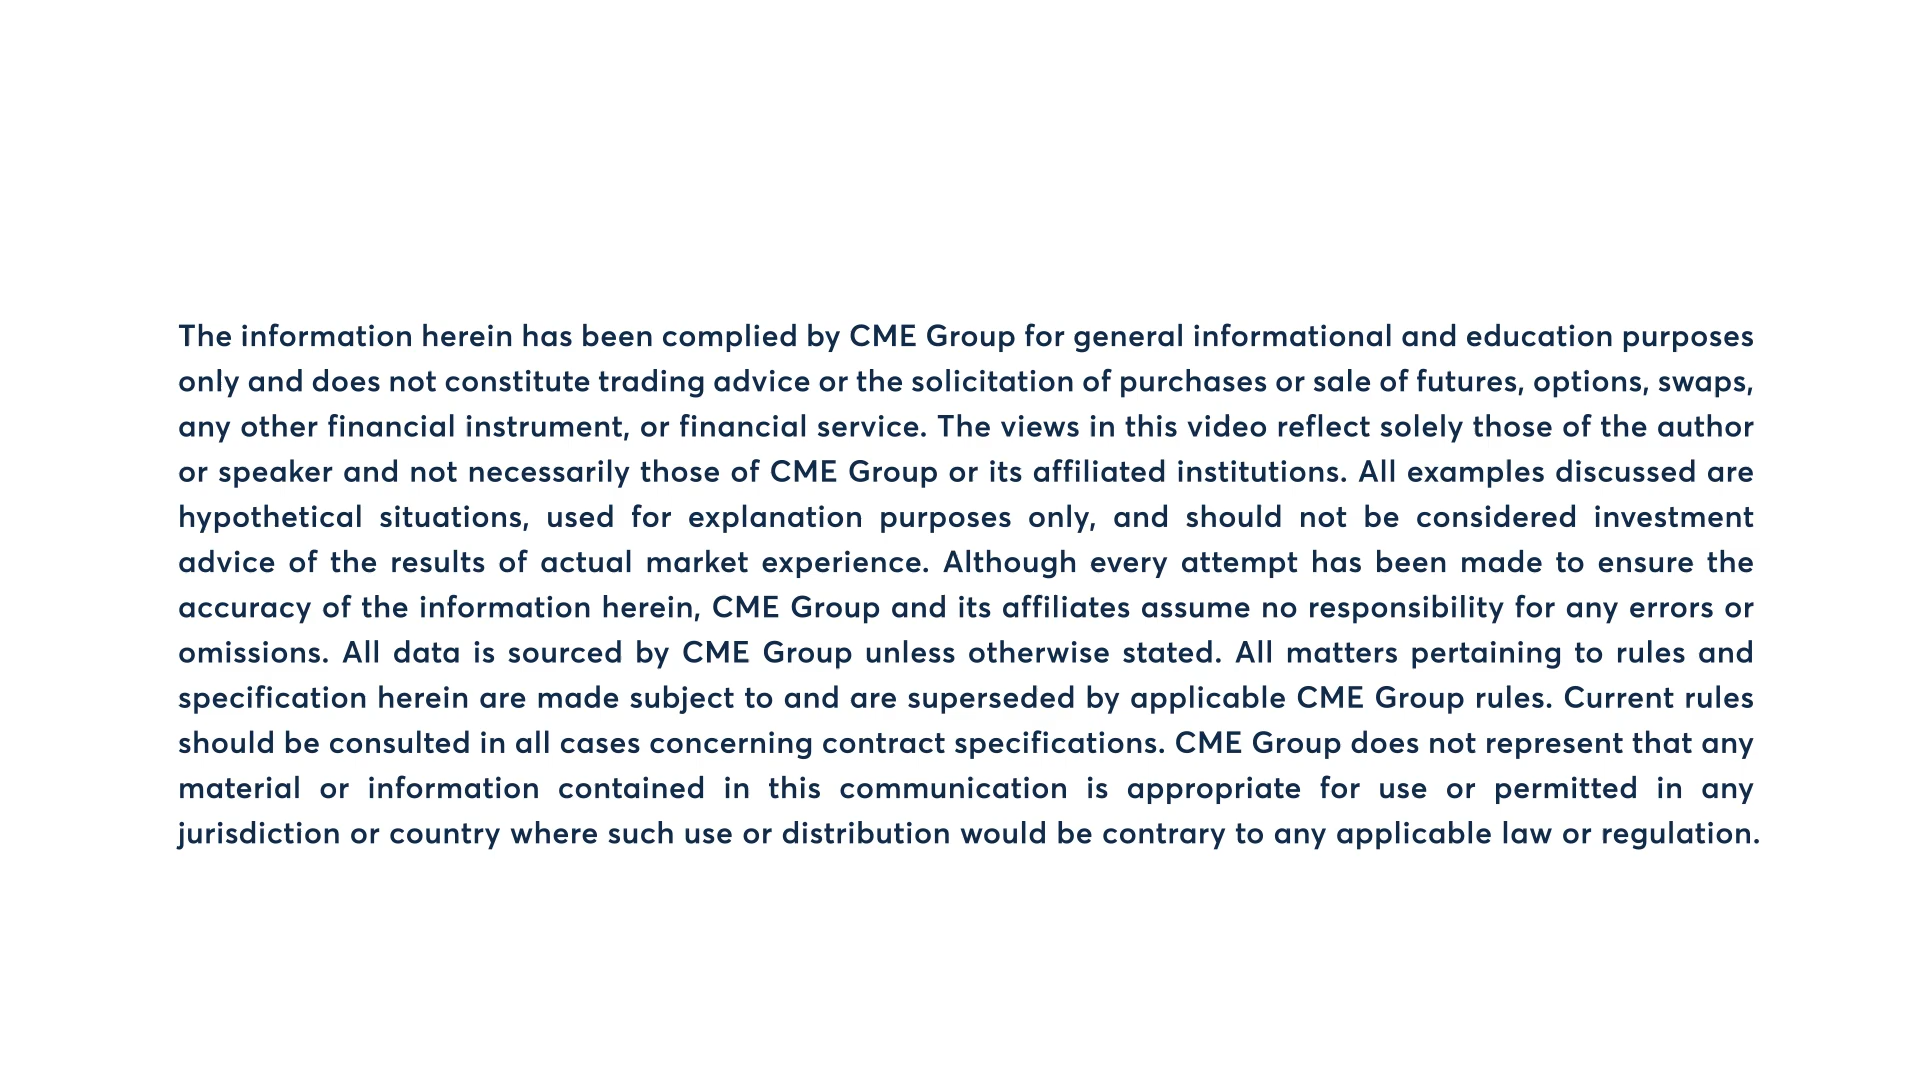 The information herein has been complied by CME Group for general informational and education purposes
only and does not constitute trading advice or the solicitation of purchases or sale of futures, options, swaps,
any other financial instrument, or financial service. The views in this video reflect solely those of the author
or speaker and not necessarily those of CME Group or its affiliated institutions. All examples discussed are
hypothetical situations, used for explanation purposes only, and should not be considered investment
advice of the results of actual market experience. Although every attempt has been made to ensure the
accuracy of the information herein, CME Group and its affiliates assume no responsibility for any errors or
omissions. All data is sourced by CME Group unless otherwise stated. All matters pertaining to rules and
specification herein are made subject to and are superseded by applicable CME Group rules. Current rules
should be consulted in all cases concerning contract specifications. CME Group does not represent that any
material or information contained in this communication is appropriate for use or permitted in any
jurisdiction or country where such use or distribution would be contrary to any applicable law or regulation.